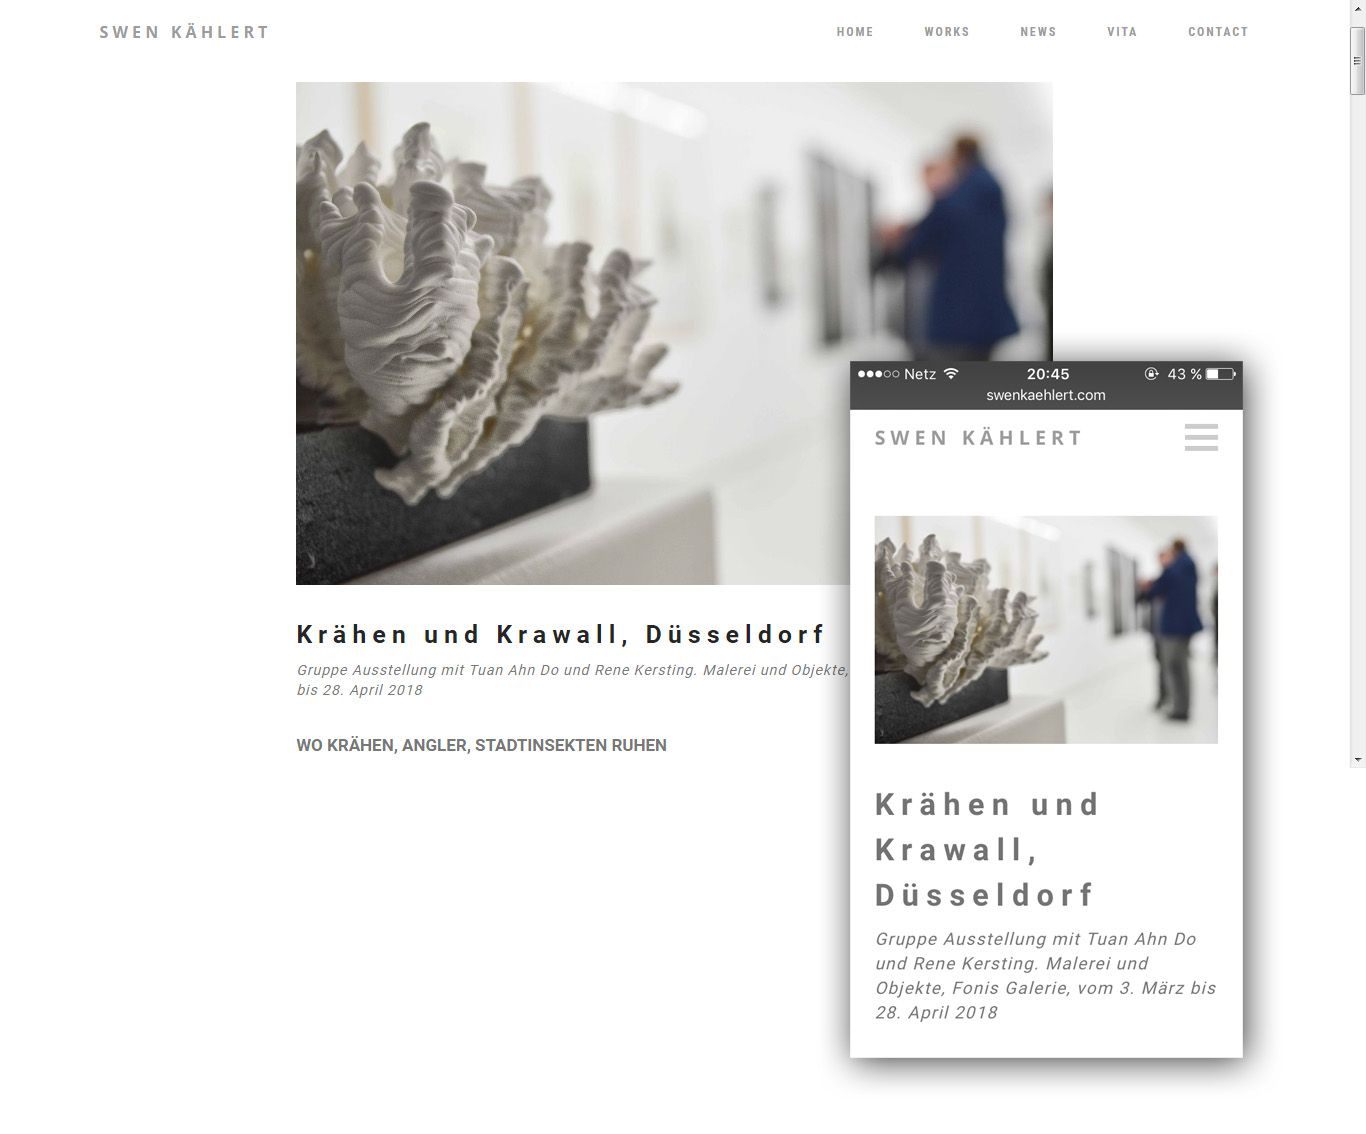 SWEN KÄHLERT
HOME WORKS NEWS VITA CONTACT
Krähen und Krawall, Düsseldorf
Gruppe Ausstellung mit Tuan Ahn Do und Rene Kersting. Malerei und Objekte,
bis 28. April 2018
WO KRÄHEN, ANGLER, STADTINSEKTEN RUHEN
Netz 20:45 43 %
swenkaehlert.com
SWEN KÄHLERT
Krähen und
Krawall,
Düsseldorf
Gruppe Ausstellung mit Tuan Ahn Do
und Rene Kersting. Malerei und
Objekte, Fonis Galerie, vom 3. März bis
28. April 2018